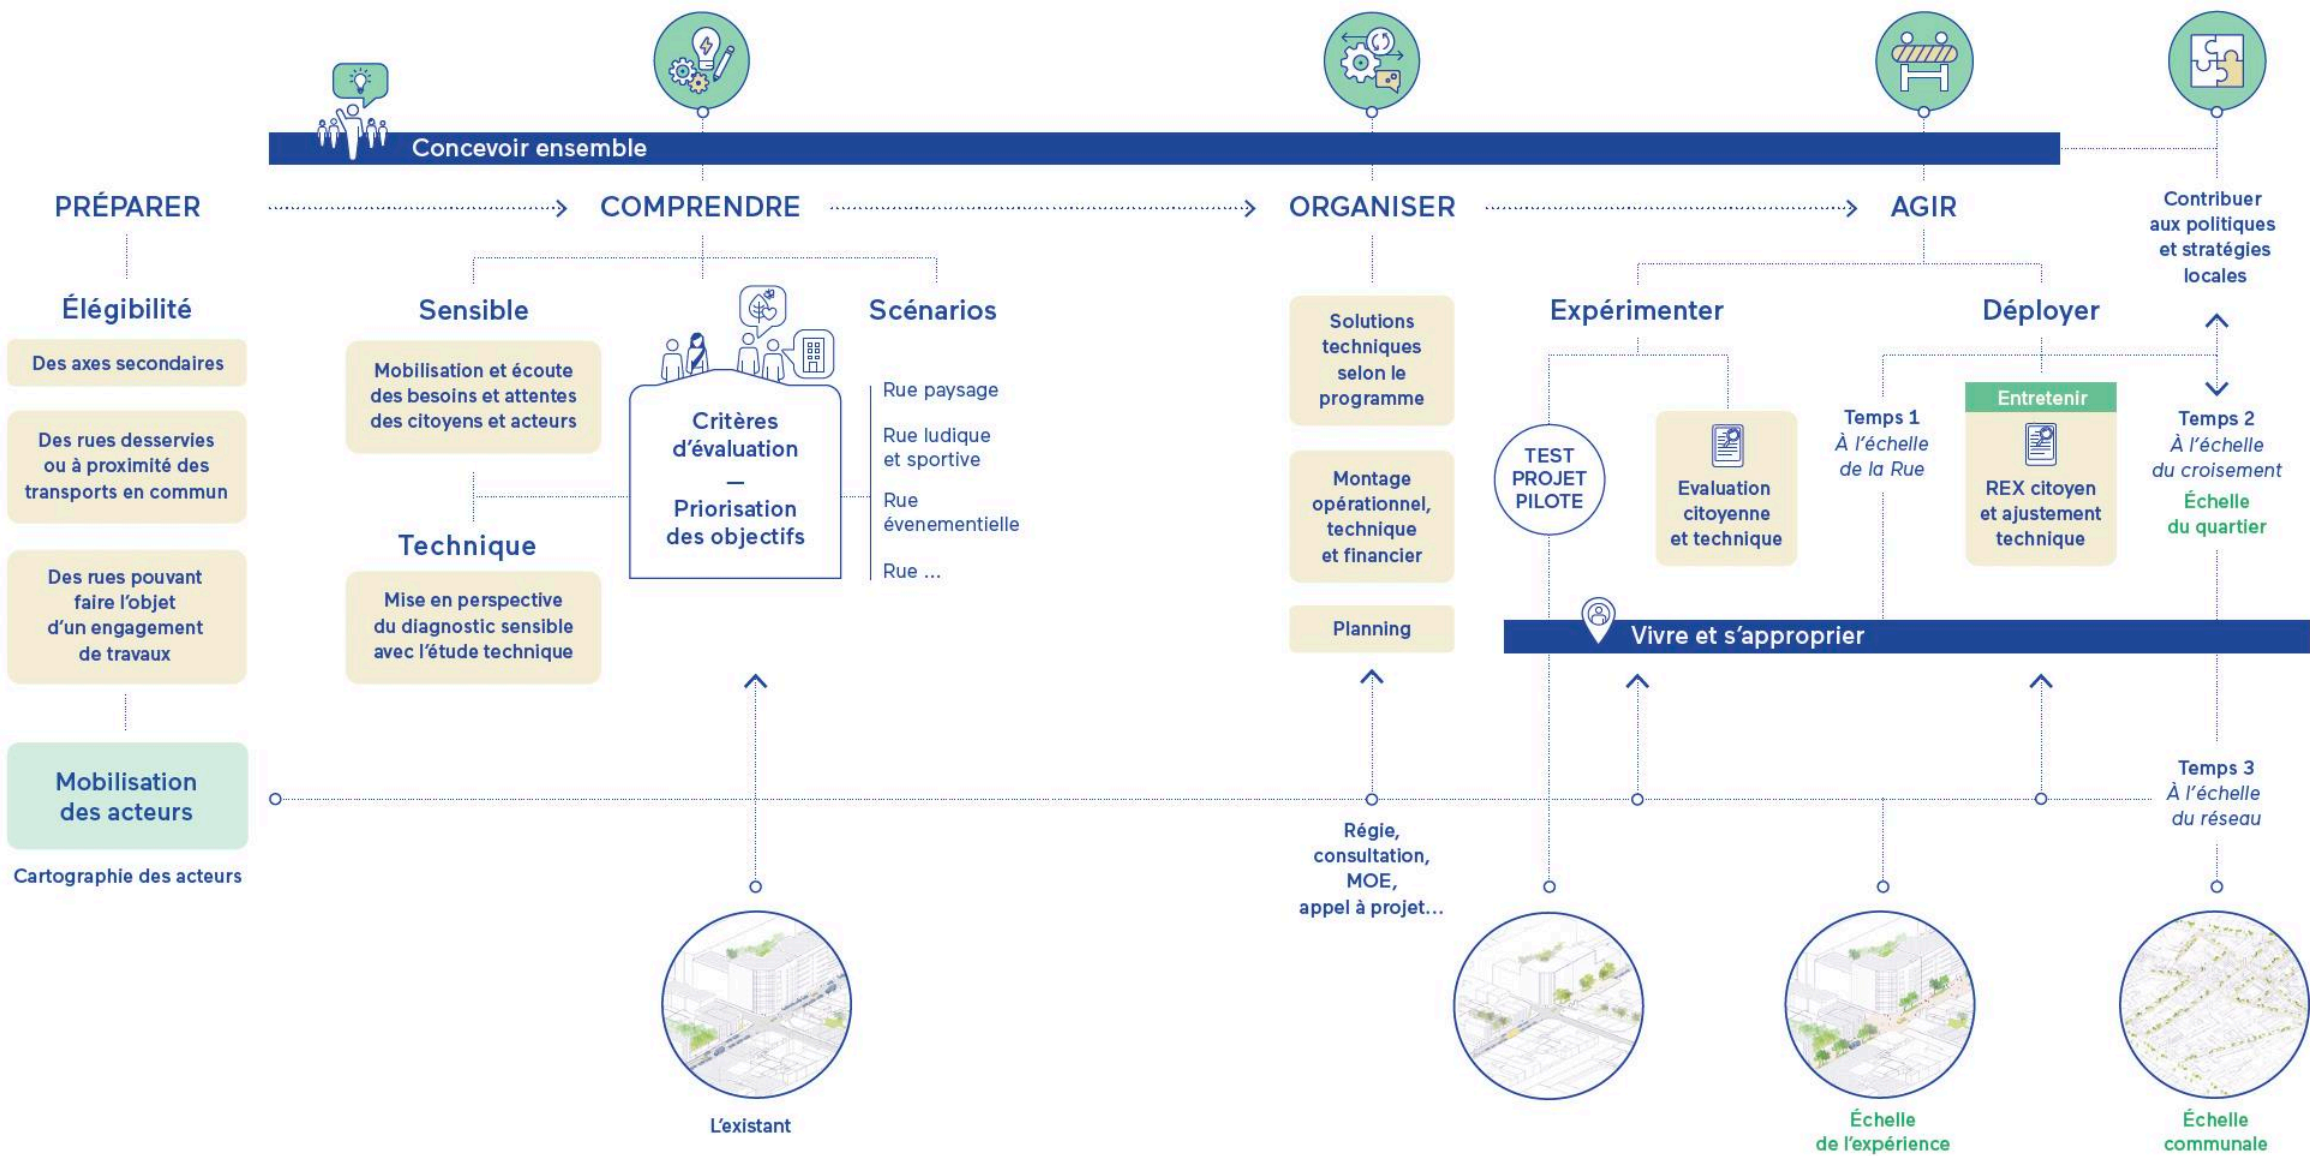 Concevoir ensemble
PRÉPARER
COMPRENDRE
ORGANISER
AGIR
Contribuer
aux politiques
et stratégies
locales
Élégibilité
Des axes secondaires
Des rues desservies
ou à proximité des
transports en commun
Des rues pouvant
faire l'objet
d'un engagement
de travaux
Mobilisation
des acteurs
Cartographie des acteurs
Sensible
Mobilisation et écoute
des besoins et attentes
des citoyens et acteurs
Technique
Mise en perspective
du diagnostic sensible
avec l'étude technique
Critères
d'évaluation
—
Priorisation
des objectifs
Scénarios
Rue paysage
Rue ludique
et sportive
Rue
évenementielle
Rue ...
L'existant
Solutions
techniques
selon le
programme
Montage
opérationnel,
technique
et financier
Planning
Régie,
consultation,
MOE,
appel à projet...
Expérimenter
TEST
PROJET
PILOTE
Evaluation
citoyenne
et technique
Déployer
Temps 1
À l'échelle
de la Rue
Entretenir
REX citoyen
et ajustement
technique
Temps 2
À l'échelle
du croisement
Échelle
du quartier
Vivre et s'approprier
Temps 3
À l'échelle
du réseau
Échelle
de l'expérience
Échelle
communale